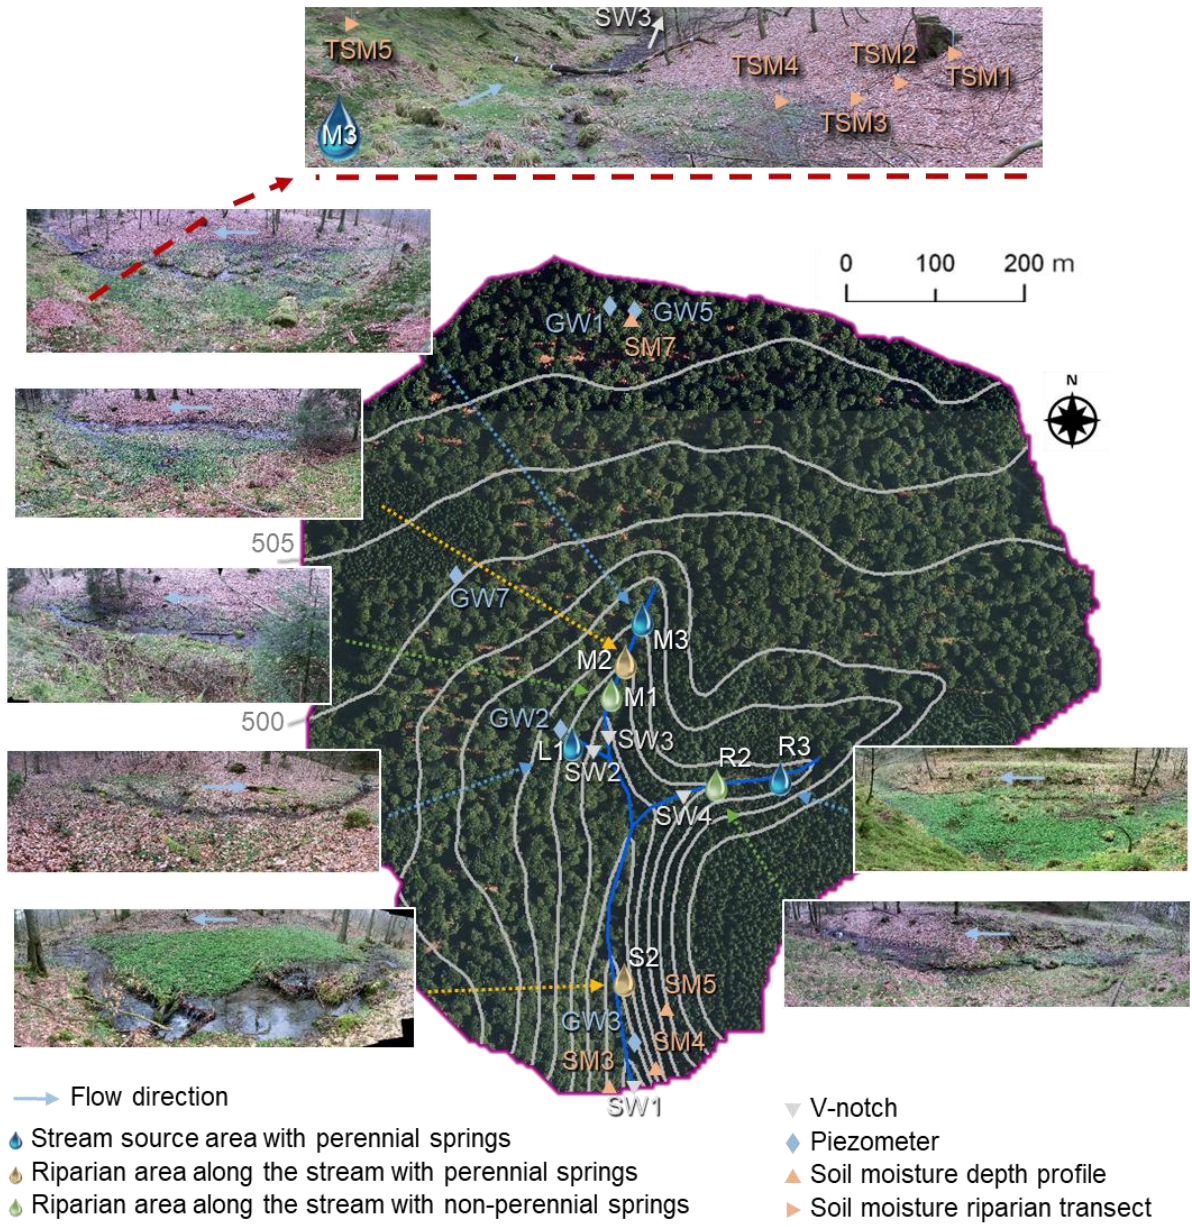 SW3
TSM5
TSM4
TSM2
TSM1
TSM3
M3
0 100 200 m
N
GW1
GW5
SM7
505
GW7
M3
M2
M1
500
GW2
L1
SW3
SW2
R2
R3
SW4
S2
SM5
GW3
SM4
SM3
SW1
Flow direction
Stream source area with perennial springs
Riparian area along the stream with perennial springs
Riparian area along the stream with non-perennial springs
V-notch
Piezometer
Soil moisture depth profile
Soil moisture riparian transect